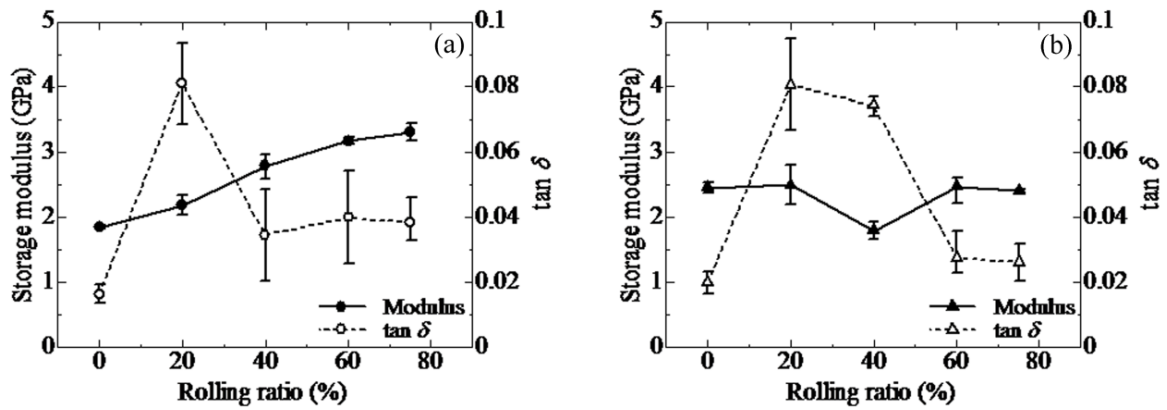 (a)
5
4
3
2
1
0
Storage modulus (GPa)
0.1
0.08
0.06
0.04
0.02
0
tan δ
Modulus
tan δ
0 20 40 60 80
Rolling ratio (%)
(b)
5
4
3
2
1
0
Storage modulus (GPa)
0.1
0.08
0.06
0.04
0.02
0
tan δ
Modulus
tan δ
0 20 40 60 80
Rolling ratio (%)